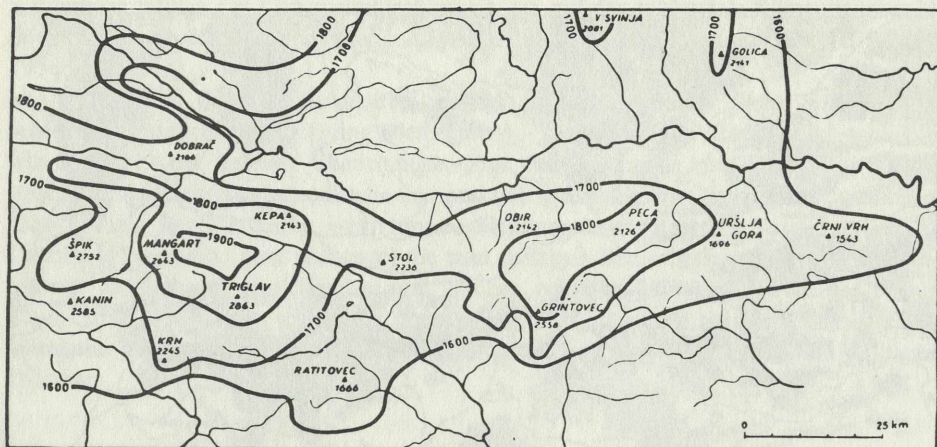 1800
1708
1700
V SVINJA
2081
1700
GOLICA
2141
1600
1800
DOBRAČ
2166
1700
1800
KEPA
2143
1700
OBIR
2142
1800
PECA
2126
URŠLJA
GORA
1696
ČRNI VRH
1543
ŠPIK
2752
MANGART
2643
1900
STOL
2236
TRIGLAV
2863
KANIN
2585
1700
GRINTOVEC
2558
KRN
2245
1600
RATITOVEC
1666
1600
0 25 km